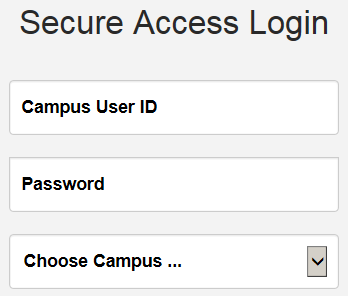 Secure Access Login
Campus User ID
Password
Choose Campus ...